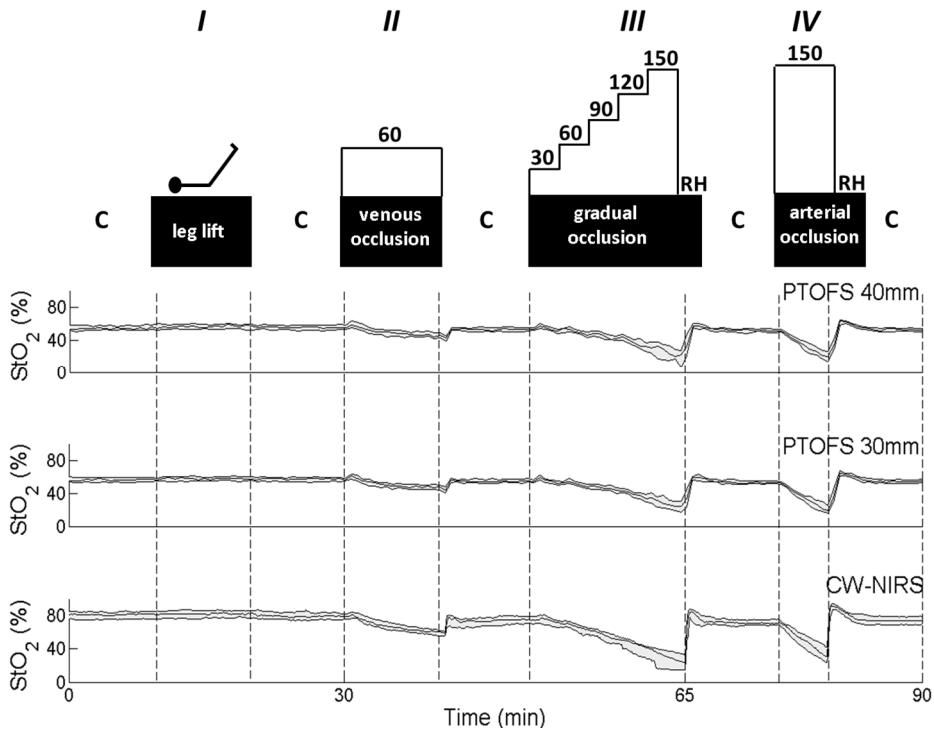 I II III IV
150 150
120
90
60 60
30
RH RH
C leg lift C venous occlusion C gradual occlusion C arterial occlusion C
PTOFS 40mm
StO2 (%)
80
40
0
PTOFS 30mm
StO2 (%)
80
40
0
CW-NIRS
StO2 (%)
80
40
0
0 30 65 90
Time (min)